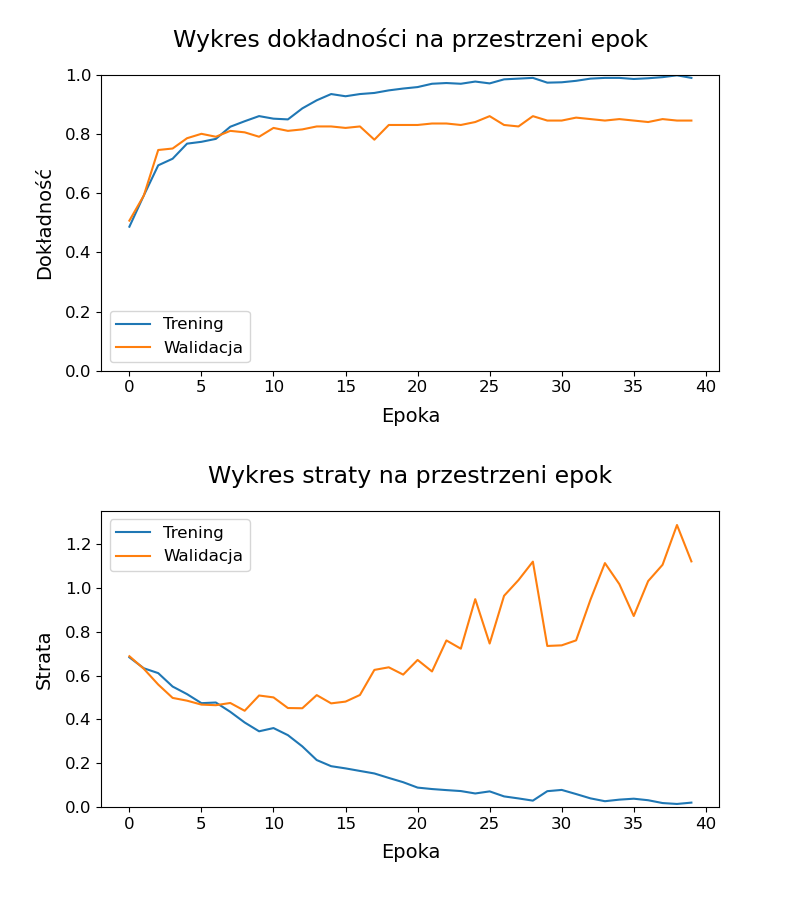 Wykres dokładności na przestrzeni epok
1.0
0.8
0.6
0.4
0.2
0.0
Dokładność
Trening
Walidacja
0 5 10 15 20 25 30 35 40
Epoka
Wykres straty na przestrzeni epok
1.2
1.0
0.8
0.6
0.4
0.2
0.0
Strata
Trening
Walidacja
0 5 10 15 20 25 30 35 40
Epoka